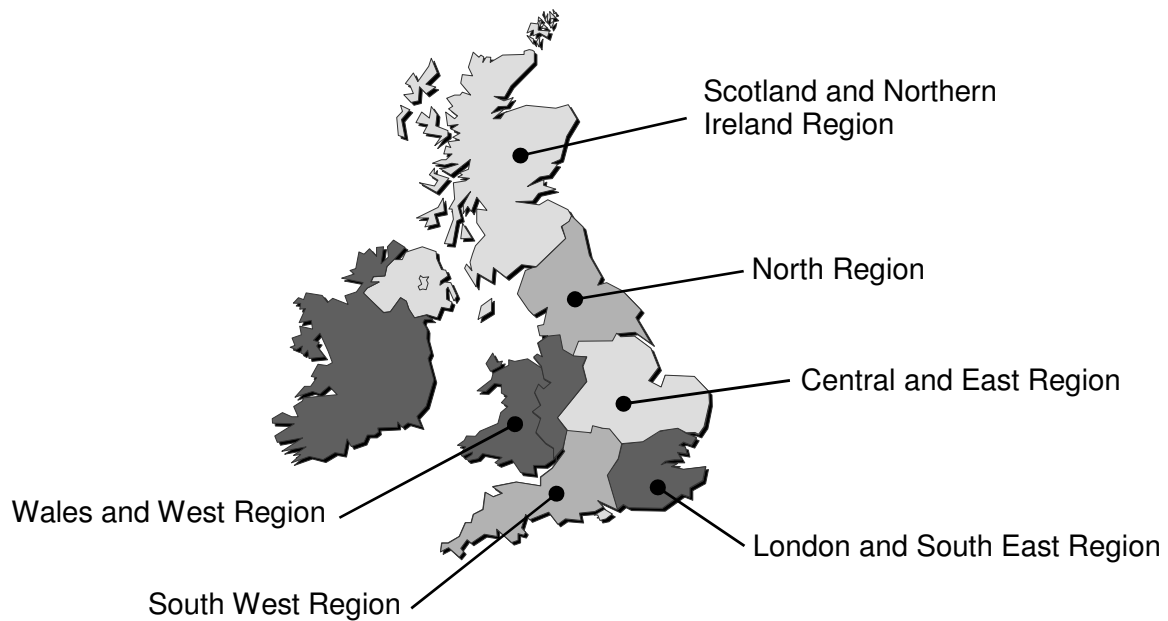 Scotland and Northern
Ireland Region
North Region
Central and East Region
Wales and West Region
London and South East Region
South West Region